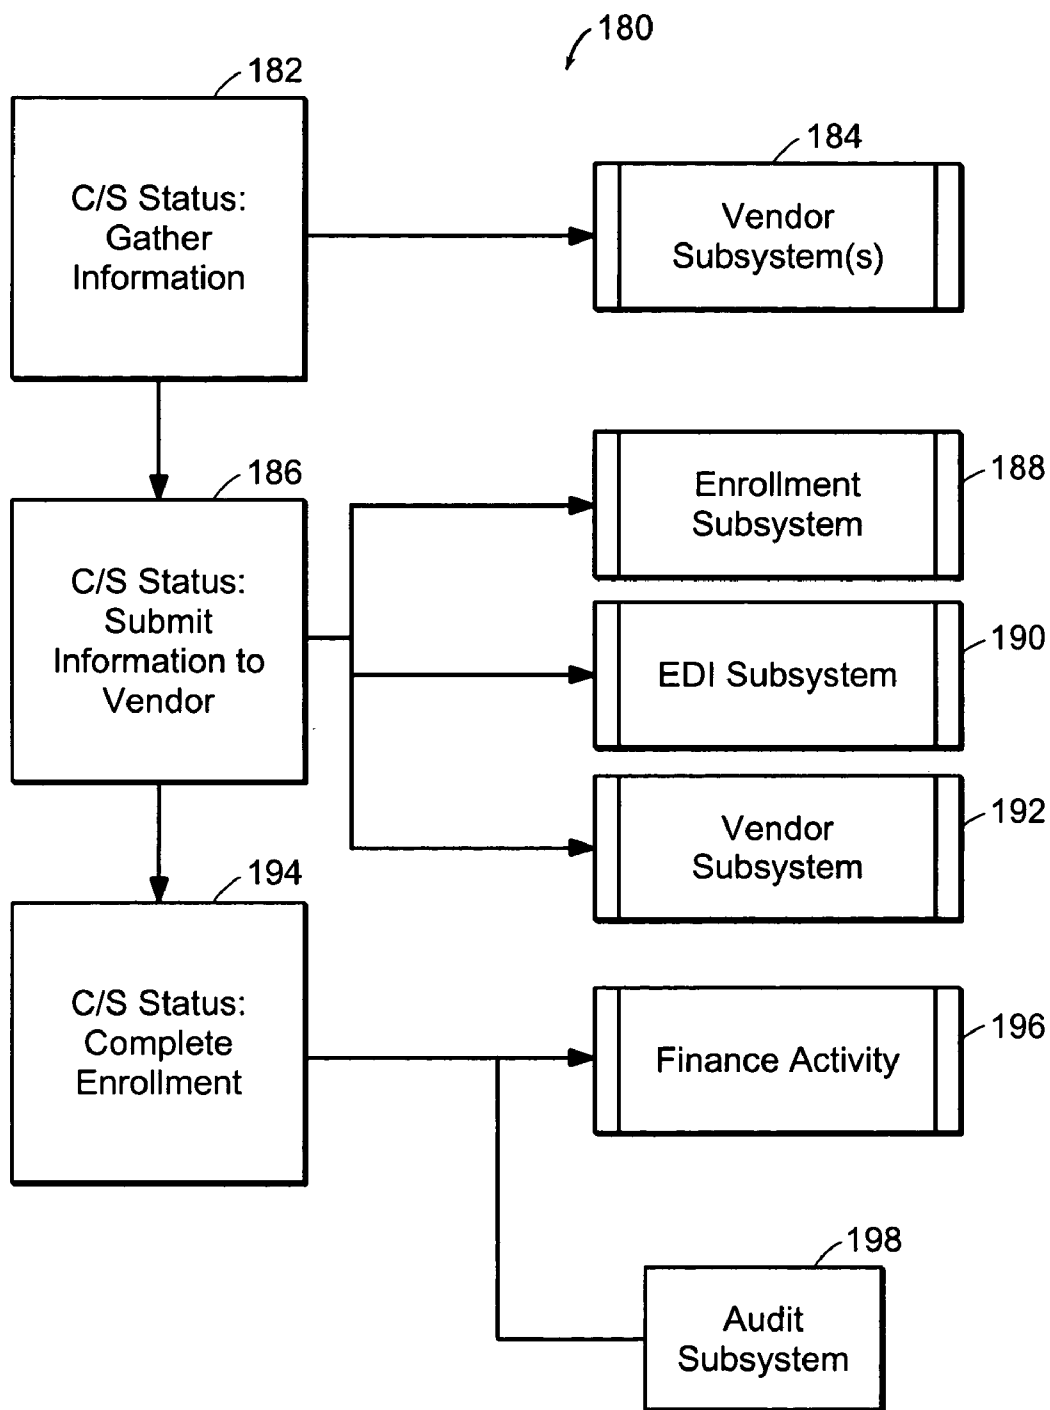 180
182
C/S Status:
Gather
Information
184
Vendor
Subsystem(s)
186
C/S Status:
Submit
Information to
Vendor
188
Enrollment
Subsystem
190
EDI Subsystem
192
Vendor
Subsystem
194
C/S Status:
Complete
Enrollment
196
Finance Activity
198
Audit
Subsystem